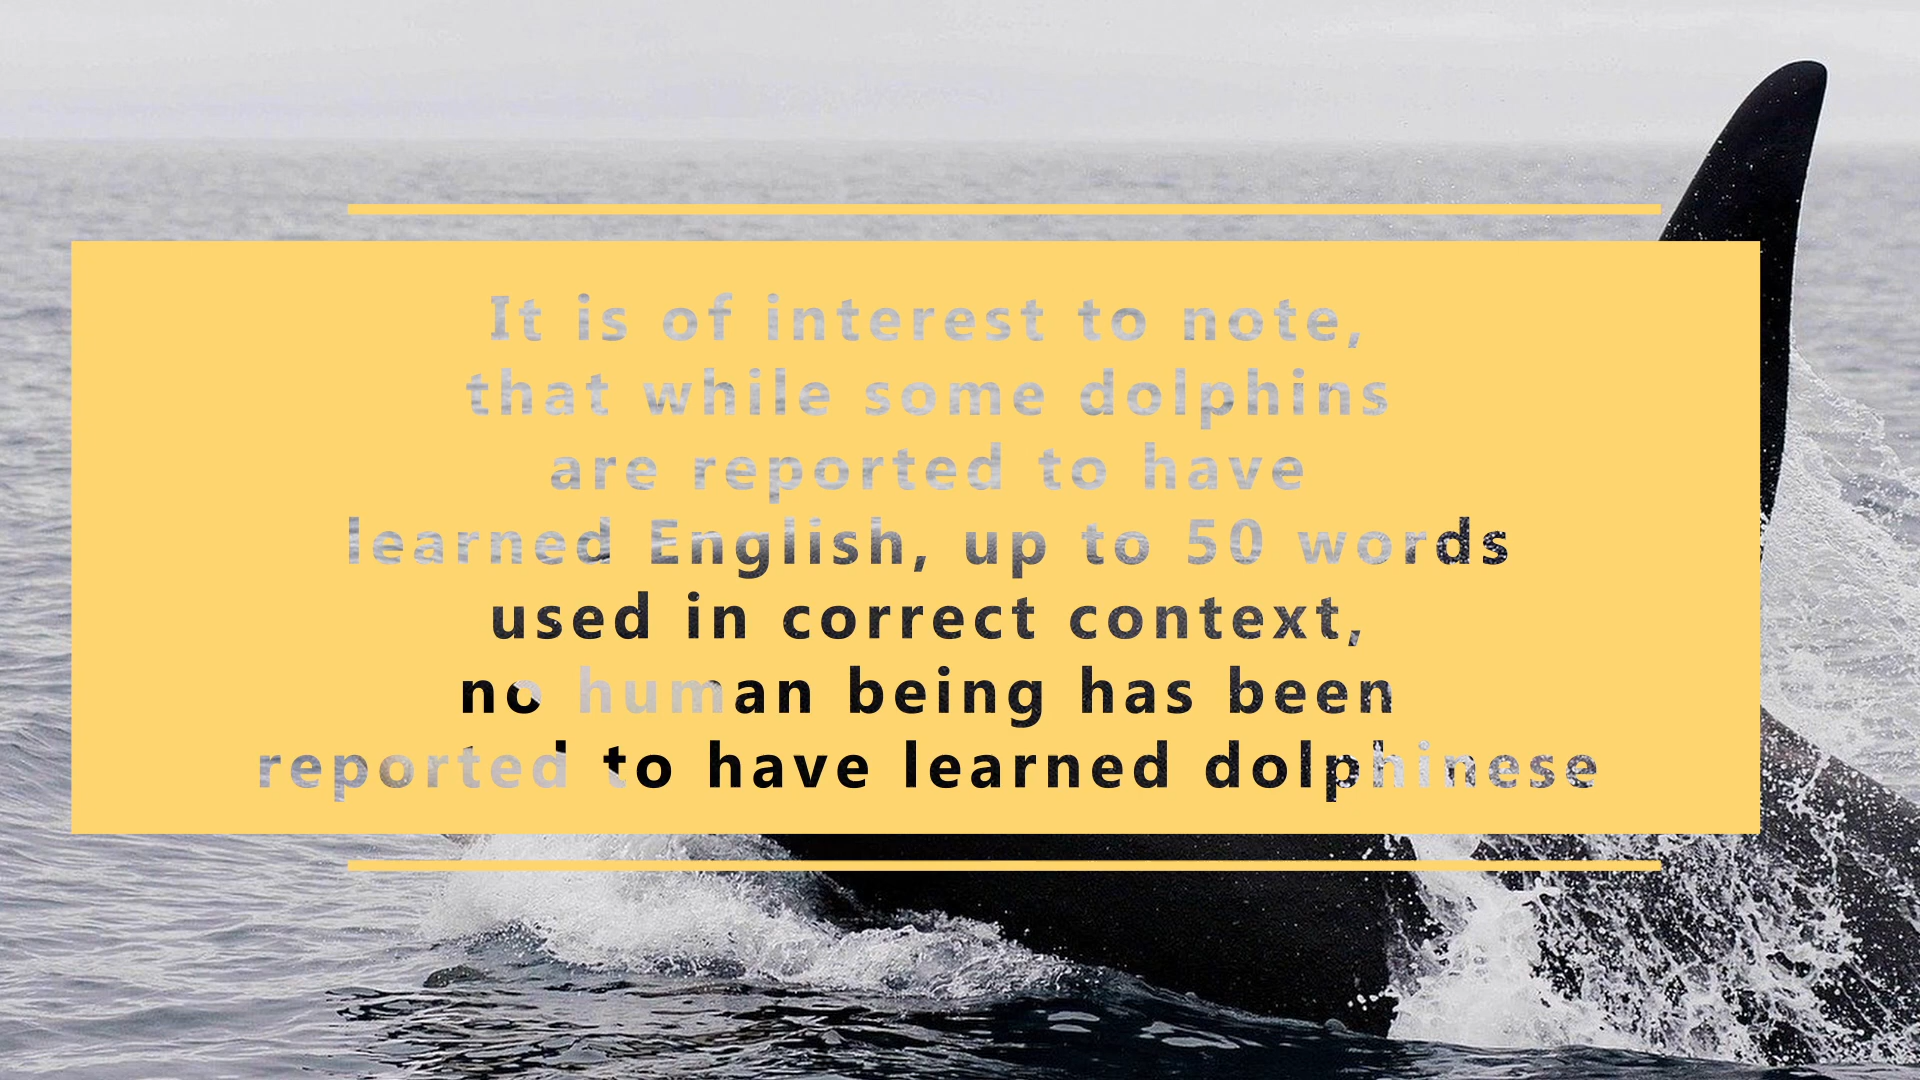 It is of interest to note,
that while some dolphins
are reported to have
learned English, up to 50 words
used in correct context,
no human being has been
reported to have learned dolphinese